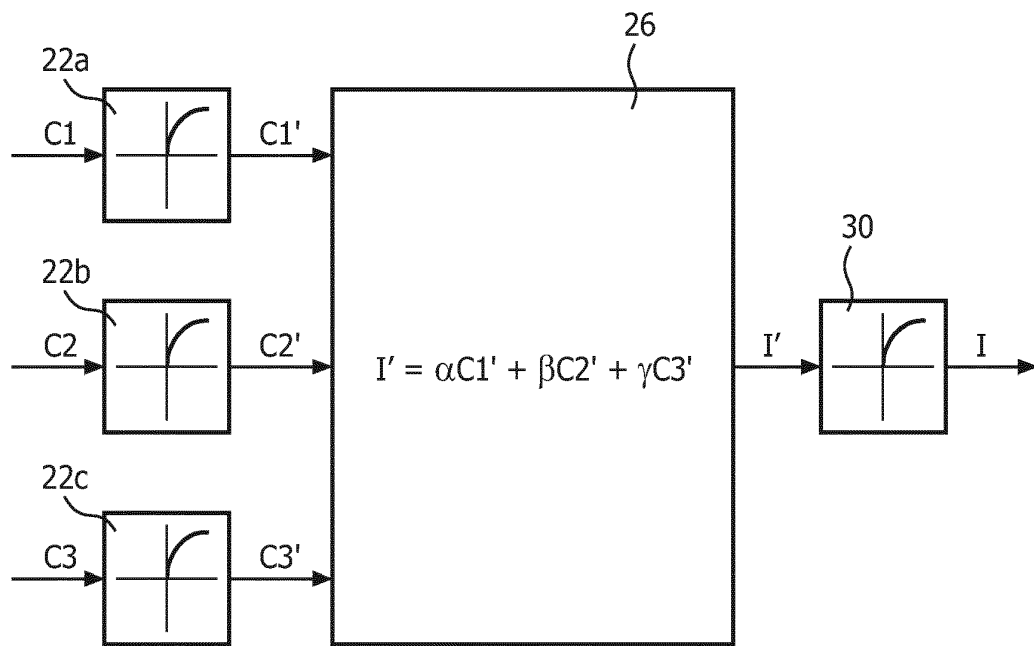 26
22a
C1
C1'
22b
C2
C2'
I' = αC1' + βC2' + γC3'
30
I'
I
22c
C3
C3'